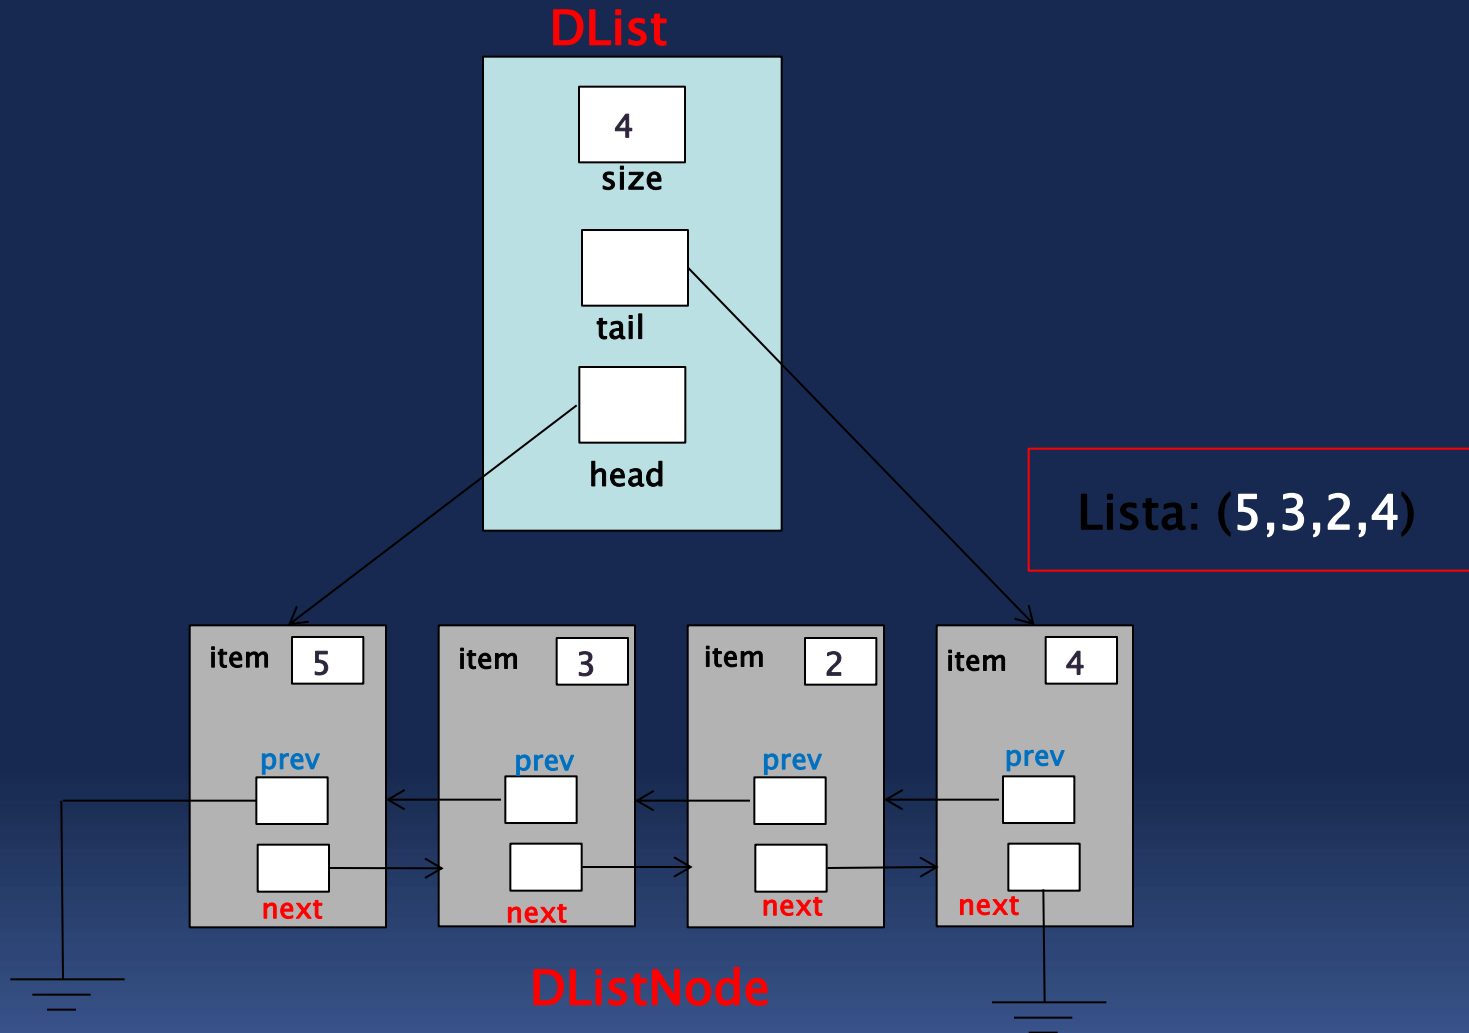 DList
4
size
tail
head
Lista: (5,3,2,4)
item 5
item 3
item 2
item 4
prev
prev
prev
prev
next
next
next
next
DListNode